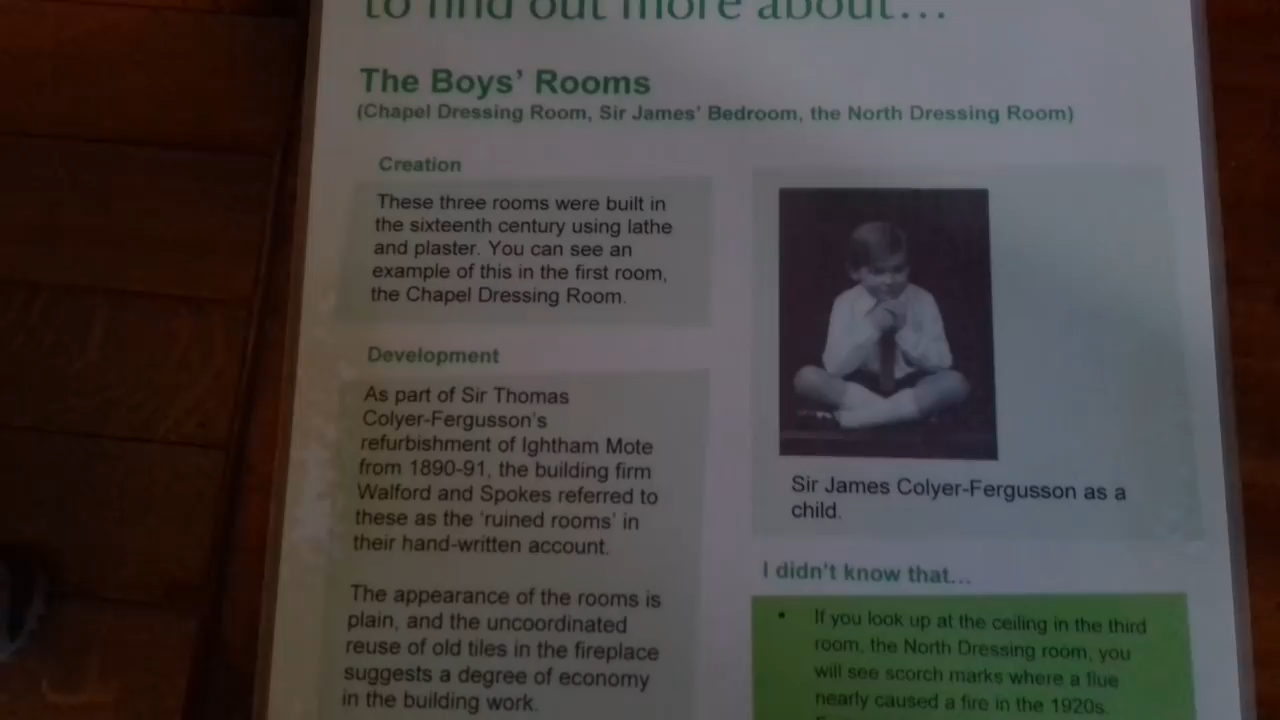 to find out more about...
The Boys' Rooms
(Chapel Dressing Room, Sir James' Bedroom, the North Dressing Room)
Creation
These three rooms were built in
the sixteenth century using lathe
and plaster. You can see an
example of this in the first room,
the Chapel Dressing Room.
Development
As part of Sir Thomas
Colyer-Fergusson's
refurbishment of Ightham Mote
from 1890-91, the building firm
Walford and Spokes referred to
these as the 'ruined rooms' in
their hand-written account.
The appearance of the rooms is
plain, and the uncoordinated
reuse of old tiles in the fireplace
suggests a degree of economy
in the building work.
Sir James Colyer-Fergusson as a
child.
I didn't know that...
• If you look up at the ceiling in the third
room, the North Dressing room, you
will see scorch marks where a flue
nearly caused a fire in the 1920s.